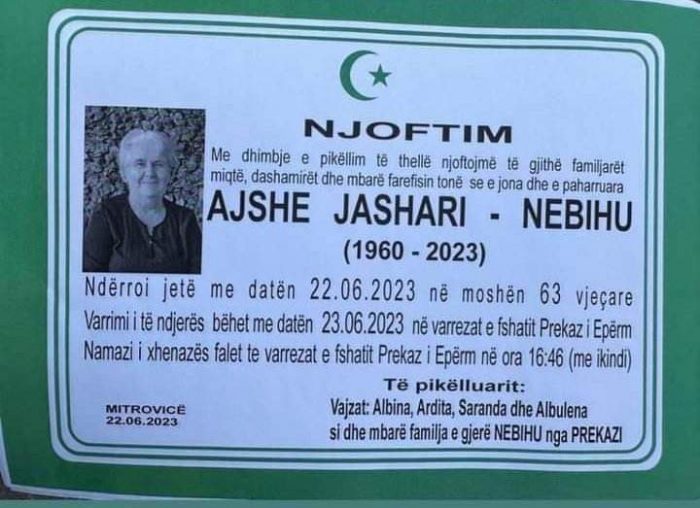 NJOFTIM
Me dhimbje e pikëllim të thellë njoftojmë të gjithë familjarët
miqtë, dashamirët dhe mbarë farefisin tonë se e jona dhe e paharruara
AJSHE JASHARI - NEBIHU
(1960 - 2023)
Ndërroi jetë me datën 22.06.2023 në moshën 63 vjeçare
Varrimi i të ndjerës bëhet me datën 23.06.2023 në varrezat e fshatit Prekaz i Epërm
Namazi i xhenazës falet te varrezat e fshatit Prekaz i Epërm në ora 16:46 (me ikindi)
Të pikëlluarit:
Vajzat: Albina, Ardita, Saranda dhe Albulena
si dhe mbarë familja e gjerë NEBIHU nga PREKAZI
MITROVICË
22.06.2023